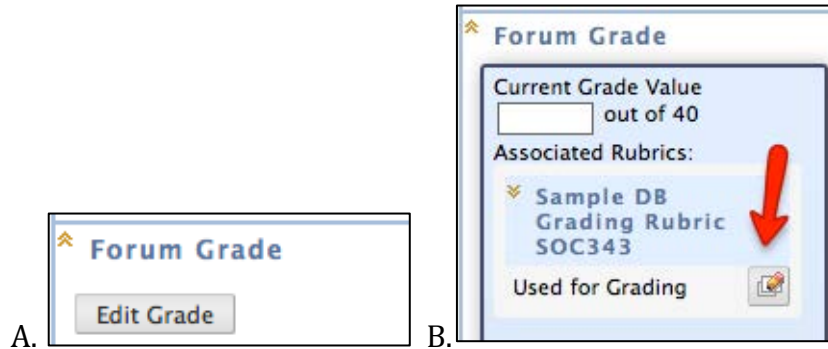 A.
Forum Grade
Edit Grade
B.
Forum Grade
Current Grade Value
out of 40
Associated Rubrics:
Sample DB
Grading Rubric
SOC343
Used for Grading